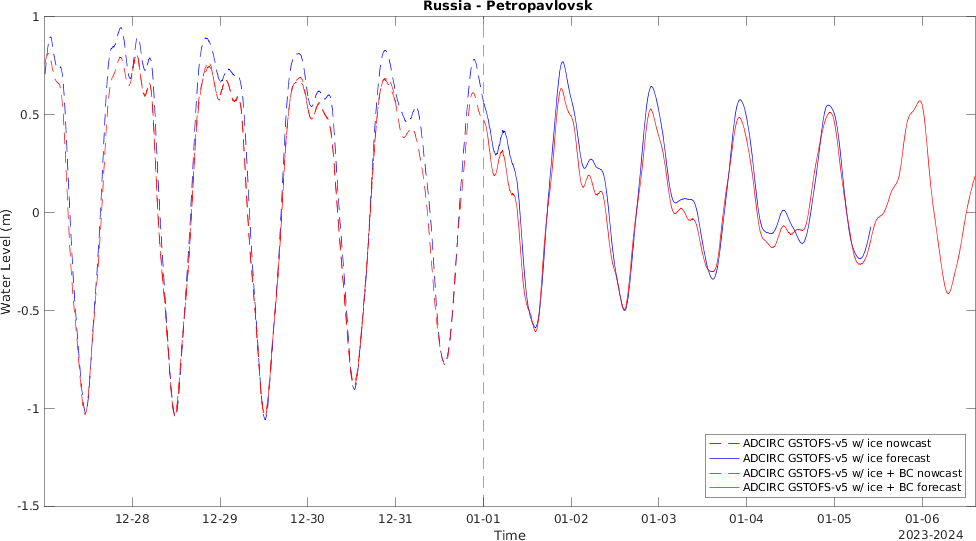 Russia - Petropavlovsk
Water Level (m)
1
0.5
0
-0.5
-1
-1.5
12-28
12-29
12-30
12-31
01-01
01-02
01-03
01-04
01-05
01-06
Time
2023-2024
ADCIRC GSTOFS-v5 w/ ice nowcast
ADCIRC GSTOFS-v5 w/ ice forecast
ADCIRC GSTOFS-v5 w/ ice + BC nowcast
ADCIRC GSTOFS-v5 w/ ice + BC forecast